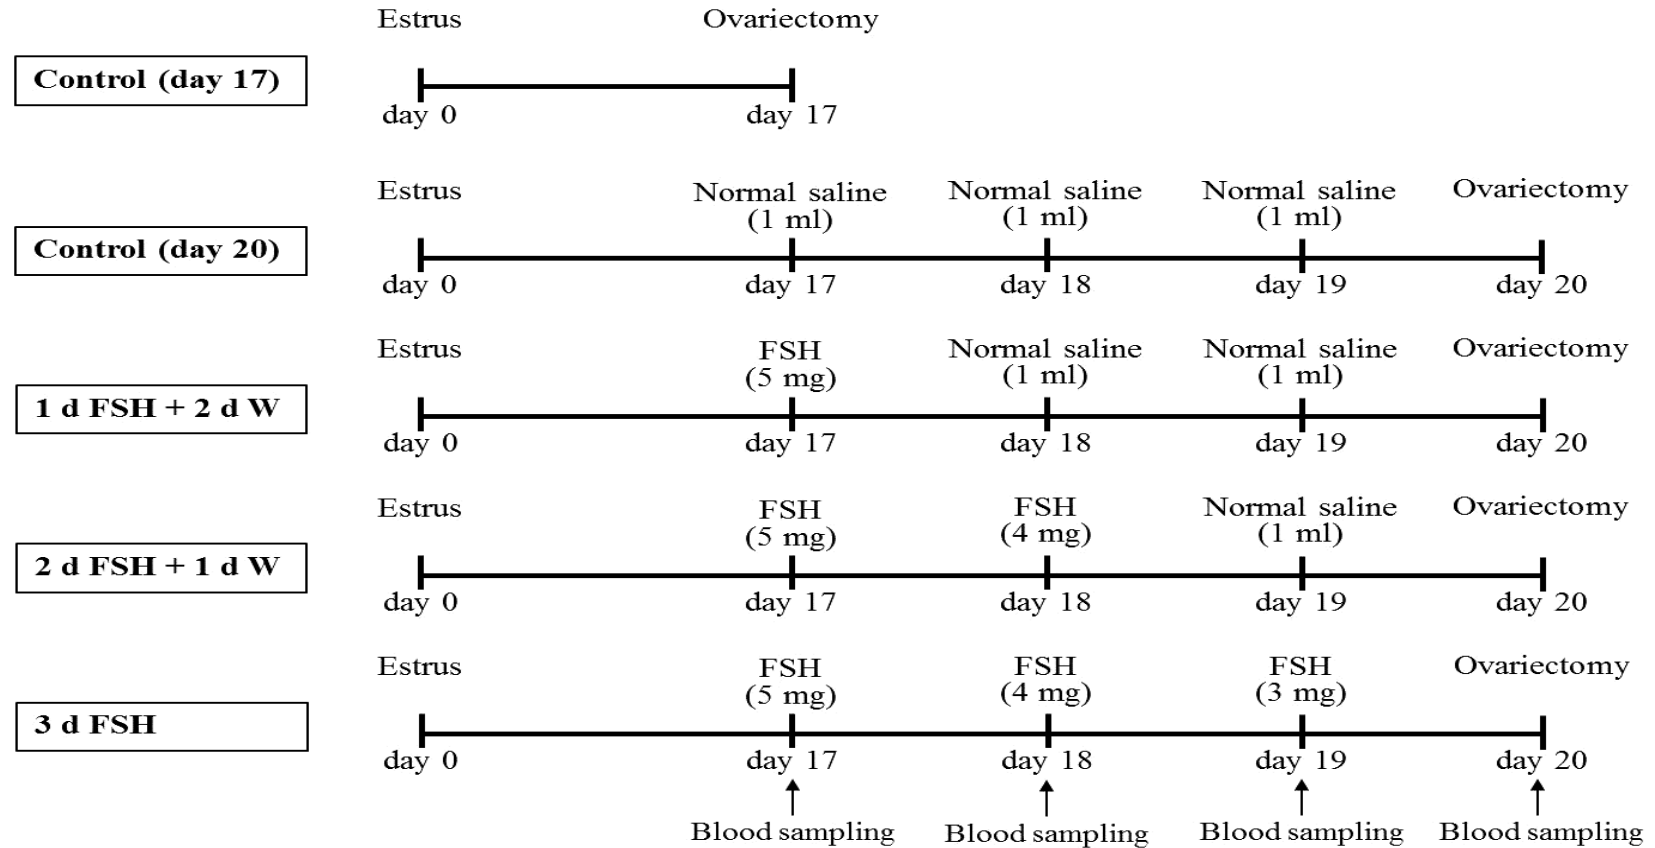 Estrus Ovariectomy
Control (day 17)
day 0 day 17
Estrus Normal saline Normal saline Normal saline Ovariectomy
(1 ml) (1 ml) (1 ml)
Control (day 20)
day 0 day 17 day 18 day 19 day 20
Estrus FSH Normal saline Normal saline Ovariectomy
(5 mg) (1 ml) (1 ml)
1 d FSH + 2 d W
day 0 day 17 day 18 day 19 day 20
Estrus FSH FSH Normal saline Ovariectomy
(5 mg) (4 mg) (1 ml)
2 d FSH + 1 d W
day 0 day 17 day 18 day 19 day 20
Estrus FSH FSH FSH Ovariectomy
(5 mg) (4 mg) (3 mg)
3 d FSH
day 0 day 17 day 18 day 19 day 20
Blood sampling Blood sampling Blood sampling Blood sampling